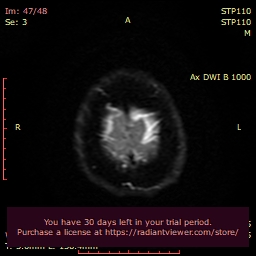 Im: 47/48
Se: 3
A
STP110
STP110
M
Ax DWI B 1000
R
L
You have 30 days left in your trial period.
Purchase a license at https://radiantviewer.com/store/